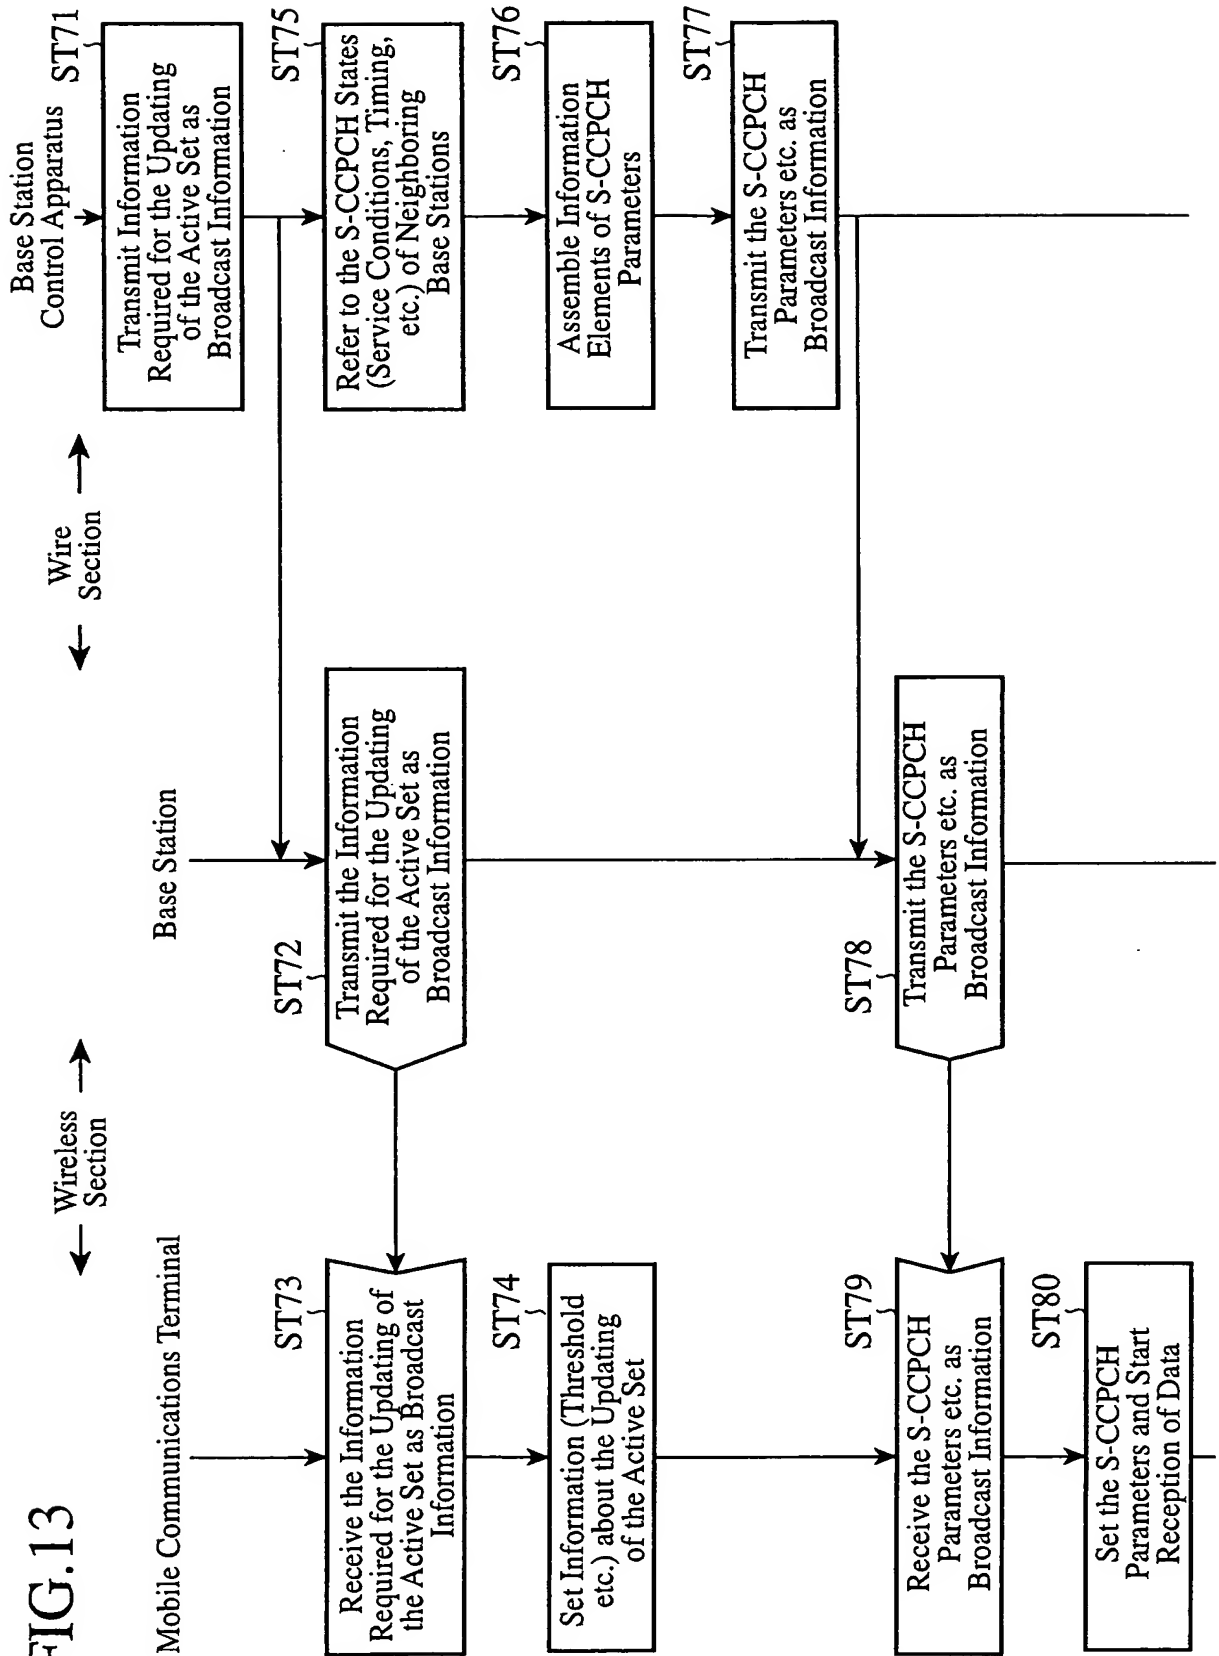 FIG.13
Mobile Communications Terminal
Wireless
Section
Base Station
Wire
Section
Base Station
Control Apparatus
ST71
Transmit Information
Required for the Updating
of the Active Set as
Broadcast Information
ST72
Transmit the Information
Required for the Updating
of the Active Set as
Broadcast Information
ST73
Receive the Information
Required for the Updating of
the Active Set as Broadcast
Information
ST74
Set Information (Threshold
etc.) about the Updating
of the Active Set
ST75
Refer to the S-CCPCH States
(Service Conditions, Timing,
etc.) of Neighboring
Base Stations
ST76
Assemble Information
Elements of S-CCPCH
Parameters
ST77
Transmit the S-CCPCH
Parameters etc. as
Broadcast Information
ST78
Transmit the S-CCPCH
Parameters etc. as
Broadcast Information
ST79
Receive the S-CCPCH
Parameters etc. as
Broadcast Information
ST80
Set the S-CCPCH
Parameters and Start
Reception of Data